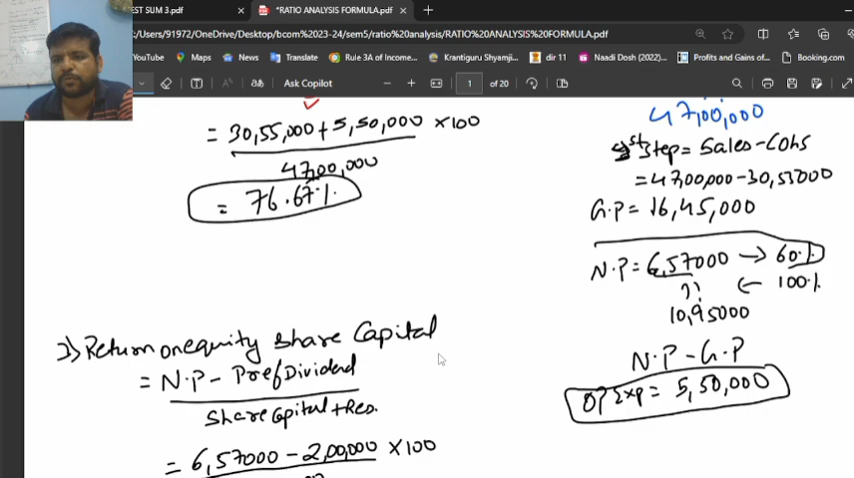 EST SUM 3.pdf
*RATIO ANALYSIS FORMULA.pdf
:/Users/91972/OneDrive/Desktop/bcom%202023-24/sem5/ratio%20analysis/RATIO%20ANALYSIS%20FORMULA.pdf
YouTube Maps News Translate Rule 3A of Income... Krantiguru Shyamji... dir 11 Naadi Dosh (2022)... Profits and Gains of... Booking.com
Ask Copilot
1 of 20
= 30,55,000+5,50,000 ×100
47,00,000
= 76.67%
2) Return on equity Share Capital
= N.P - Pref Dividend
Share Capital + Res.
= 6,57000 - 2,00,000 ×100
47,00,000
1st Step = Sales - COGS
= 47,00,000 - 30,55000
G.P = 16,45,000
N.P = 6,57000 → 60%
?? ← 100%
10,95000
N.P - G.P
OP Exp = 5,50,000